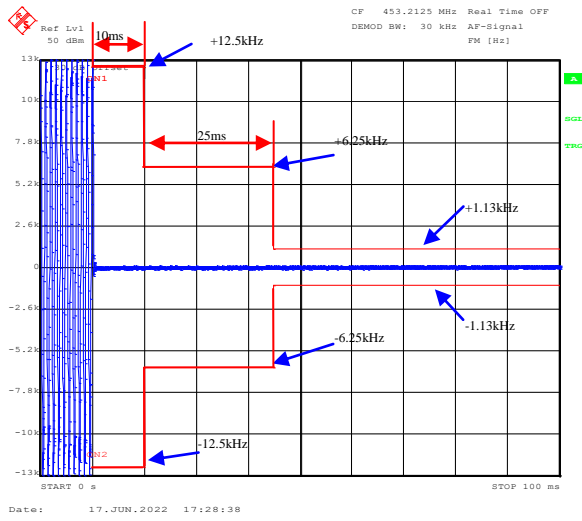 CF 453.2125 MHz Real Time OFF
Ref Lvl DEMOD BW: 30 kHz AF-Signal
50 dBm FM [Hz]
10ms
+12.5kHz
13k
ON1
A
10k
SGL
25ms
7.8k
+6.25kHz
TRG
5.2k
+1.13kHz
2.6k
0
-2.6k
-1.13kHz
-6.25kHz
-5.2k
-7.8k
-10k
-12.5kHz
ON2
-13k
START 0 s STOP 100 ms
Date: 17.JUN.2022 17:28:38